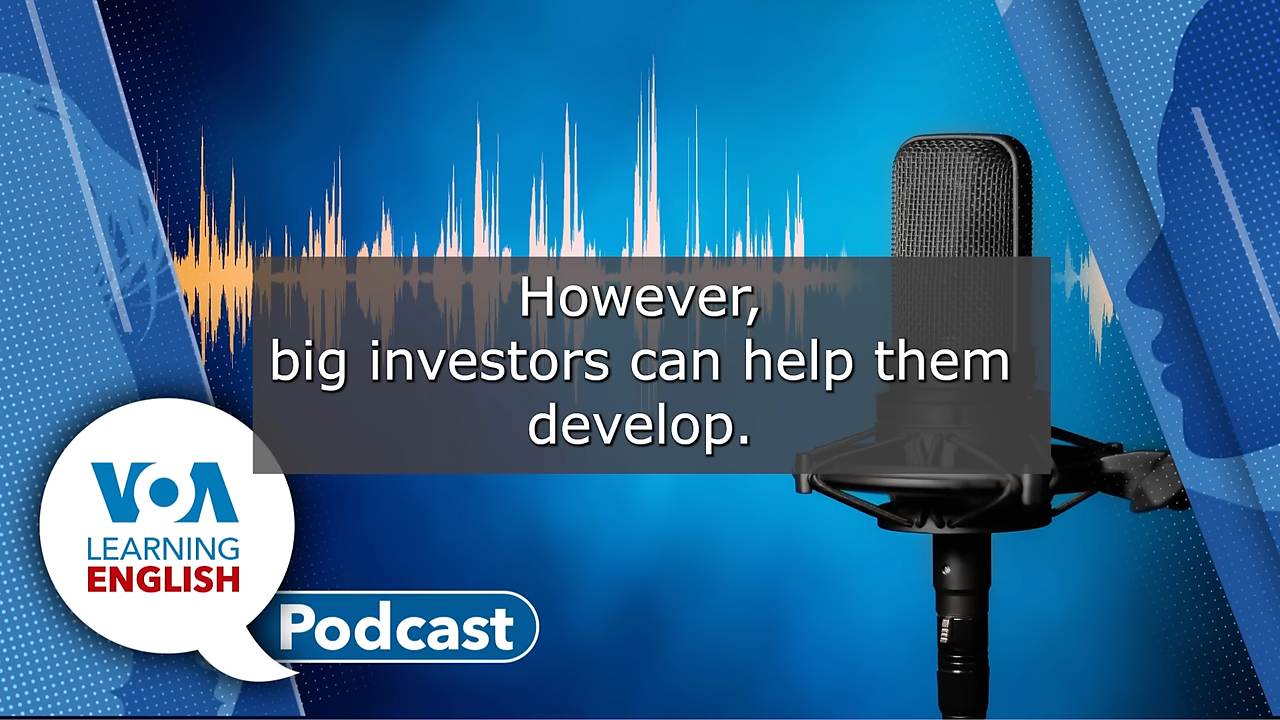 However,
big investors can help them
develop.
VOA
LEARNING
ENGLISH
Podcast